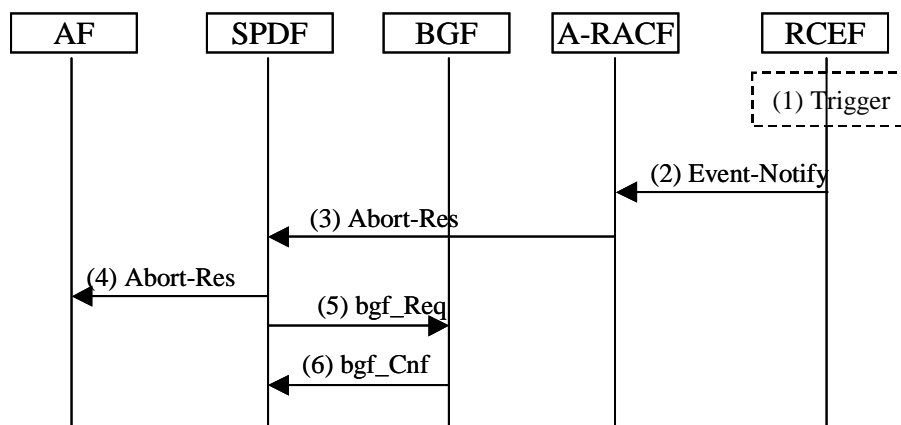 AF SPDF BGF A-RACF RCEF
(1) Trigger
(2) Event-Notify
(3) Abort-Res
(4) Abort-Res
(5) bgf_Req
(6) bgf_Cnf